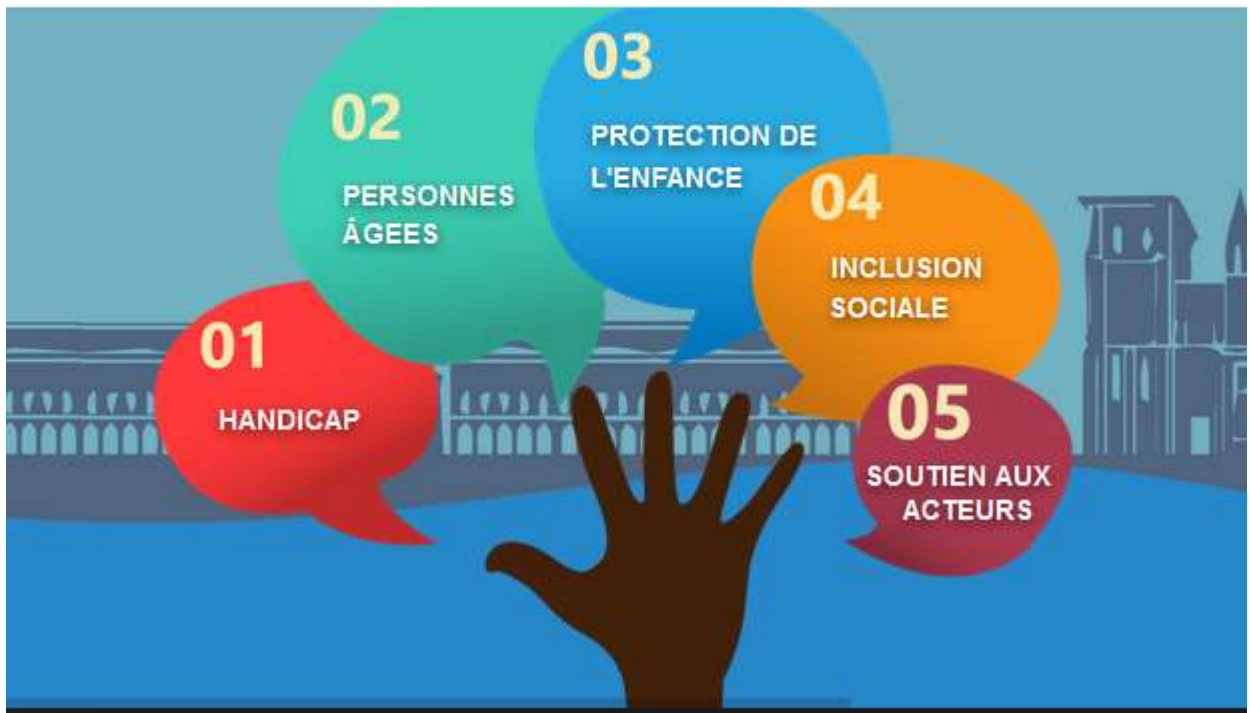 01
HANDICAP
02
PERSONNES
ÂGEES
03
PROTECTION DE
L'ENFANCE
04
INCLUSION
SOCIALE
05
SOUTIEN AUX
ACTEURS